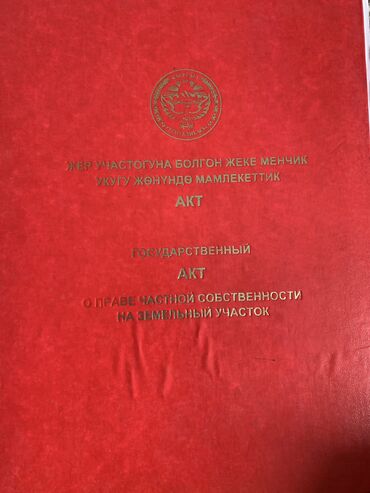 ЖЕР УЧАСТОГУНА БОЛГОН ЖЕКЕ МЕНЧИК
УКУГУ ЖӨНҮНДӨ МАМЛЕКЕТТИК
АКТ
ГОСУДАРСТВЕННЫЙ
АКТ
О ПРАВЕ ЧАСТНОЙ СОБСТВЕННОСТИ
НА ЗЕМЕЛЬНЫЙ УЧАСТОК